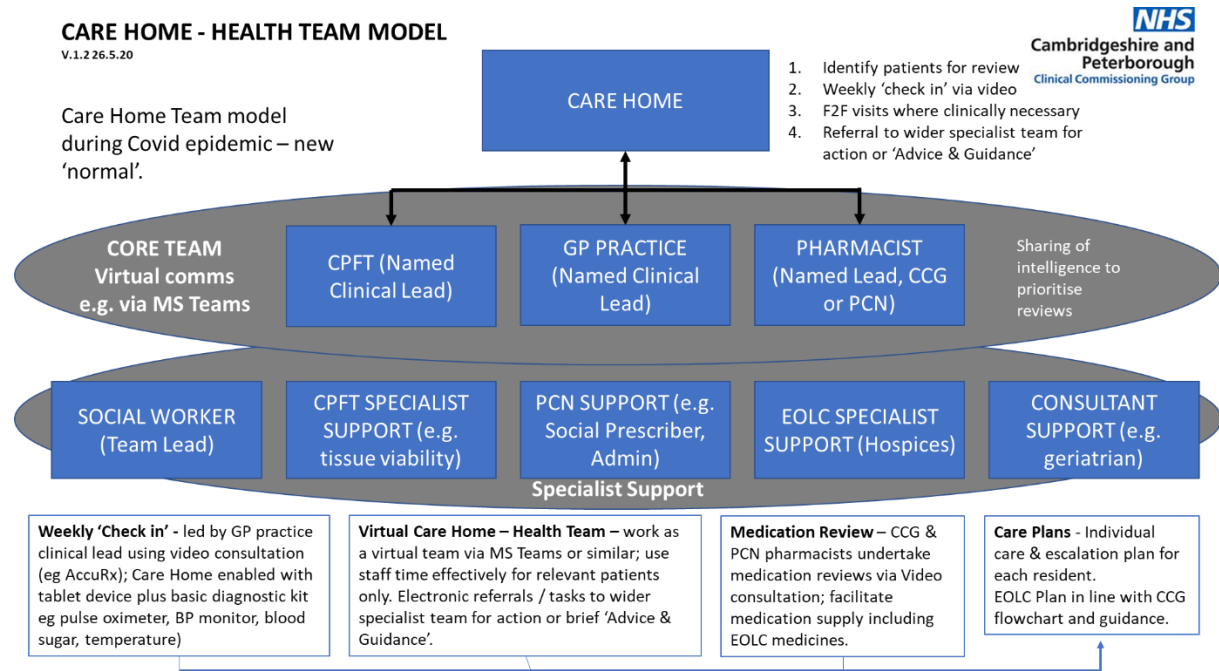 CARE HOME - HEALTH TEAM MODEL
V.1.2 26.5.20
NHS
Cambridgeshire and
Peterborough
Clinical Commissioning Group
Care Home Team model
during Covid epidemic – new
‘normal’.
CARE HOME
1. Identify patients for review
2. Weekly ‘check in’ via video
3. F2F visits where clinically necessary
4. Referral to wider specialist team for
action or ‘Advice & Guidance’
CORE TEAM
Virtual comms
e.g. via MS Teams
CPFT (Named
Clinical Lead)
GP PRACTICE
(Named Clinical
Lead)
PHARMACIST
(Named Lead, CCG
or PCN)
Sharing of
intelligence to
prioritise
reviews
SOCIAL WORKER
(Team Lead)
CPFT SPECIALIST
SUPPORT (e.g.
tissue viability)
PCN SUPPORT (e.g.
Social Prescriber,
Admin)
EOLC SPECIALIST
SUPPORT (Hospices)
CONSULTANT
SUPPORT (e.g.
geriatrian)
Specialist Support
Weekly ‘Check in’ - led by GP practice
clinical lead using video consultation
(eg AccuRx); Care Home enabled with
tablet device plus basic diagnostic kit
eg pulse oximeter, BP monitor, blood
sugar, temperature)
Virtual Care Home – Health Team – work as
a virtual team via MS Teams or similar; use
staff time effectively for relevant patients
only. Electronic referrals / tasks to wider
specialist team for action or brief ‘Advice &
Guidance’.
Medication Review – CCG &
PCN pharmacists undertake
medication reviews via Video
consultation; facilitate
medication supply including
EOLC medicines.
Care Plans - Individual
care & escalation plan for
each resident.
EOLC Plan in line with CCG
flowchart and guidance.